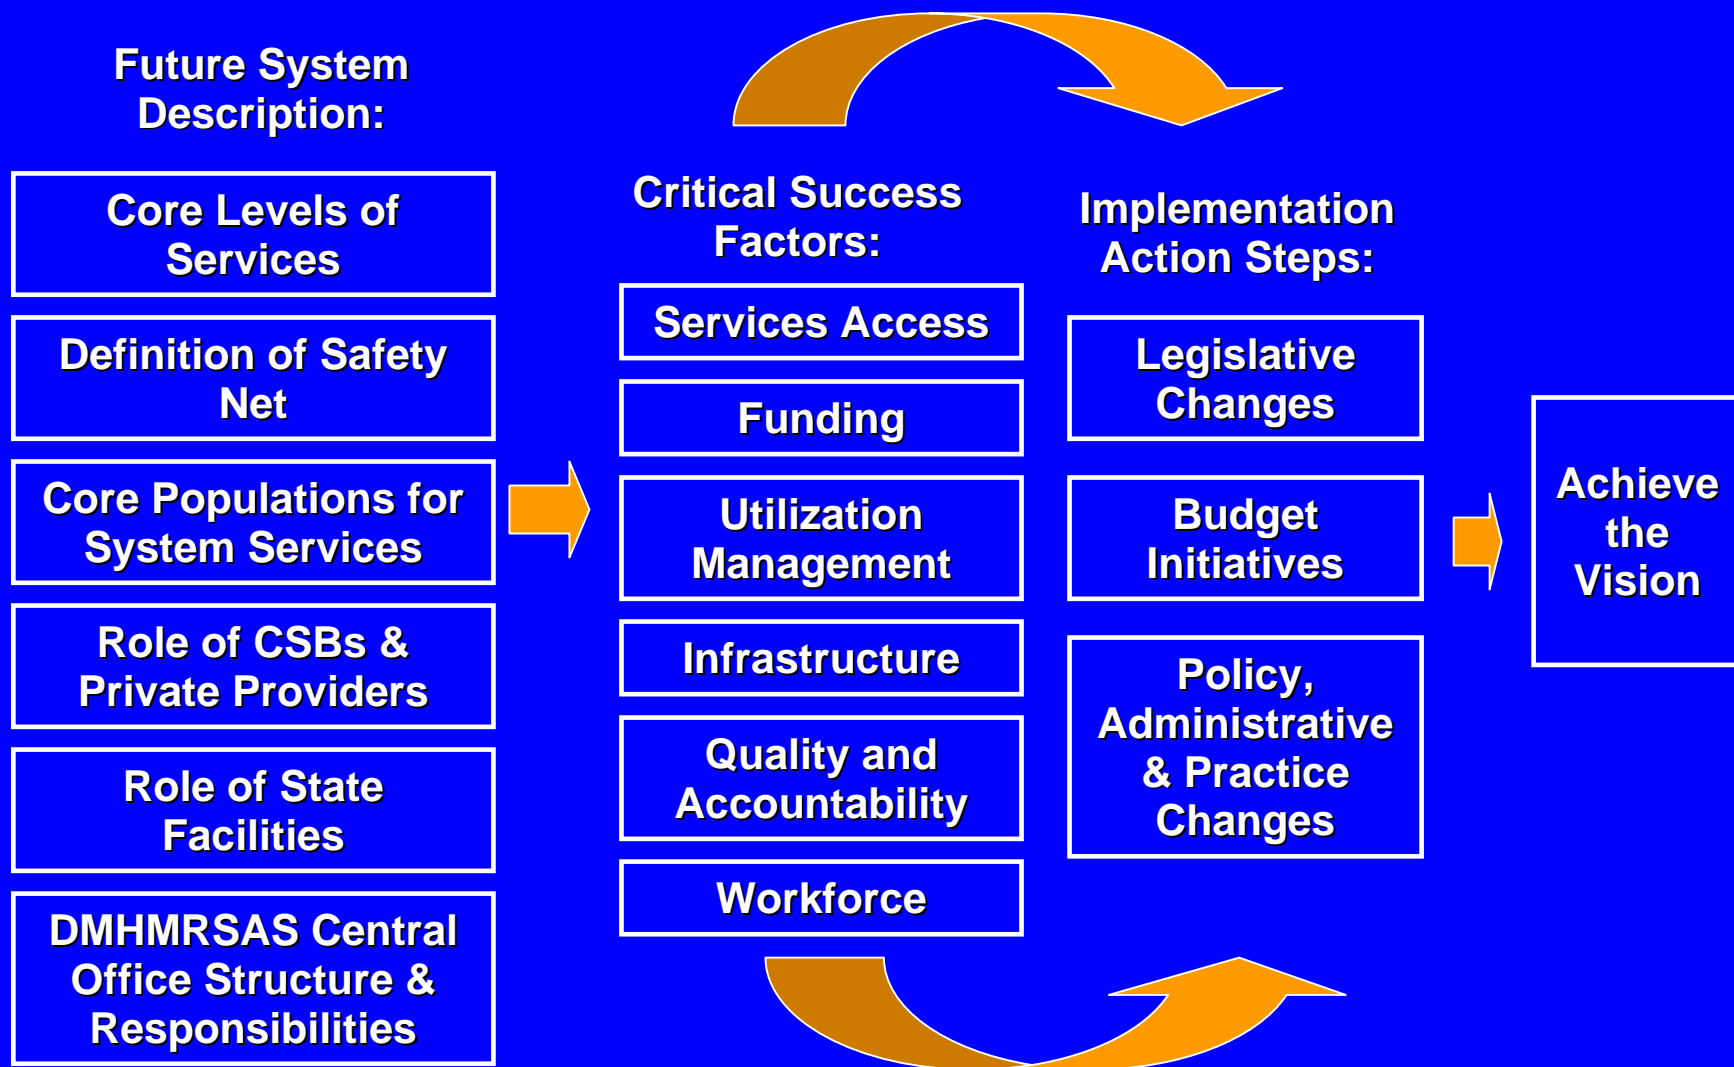 Future System
Description:
Core Levels of
Services
Definition of Safety
Net
Core Populations for
System Services
Role of CSBs &
Private Providers
Role of State
Facilities
DMHMRSAS Central
Office Structure &
Responsibilities
Critical Success
Factors:
Services Access
Funding
Utilization
Management
Infrastructure
Quality and
Accountability
Workforce
Implementation
Action Steps:
Legislative
Changes
Budget
Initiatives
Policy,
Administrative
& Practice
Changes
Achieve
the
Vision